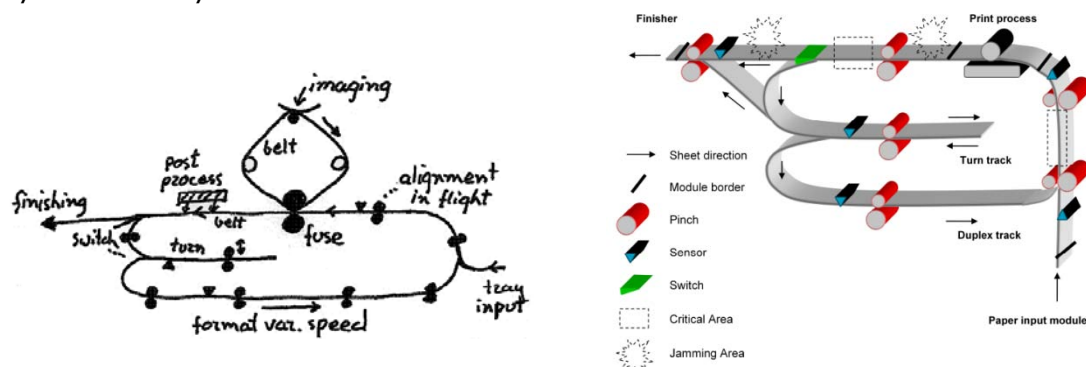 imaging
belt
post
process
alignment
in flight
finishing
belt
fuse
switch
turn
tray
input
format var. speed
Finisher
Print process
Sheet direction
Turn track
Module border
Pinch
Duplex track
Sensor
Switch
Critical Area
Paper input module
Jamming Area